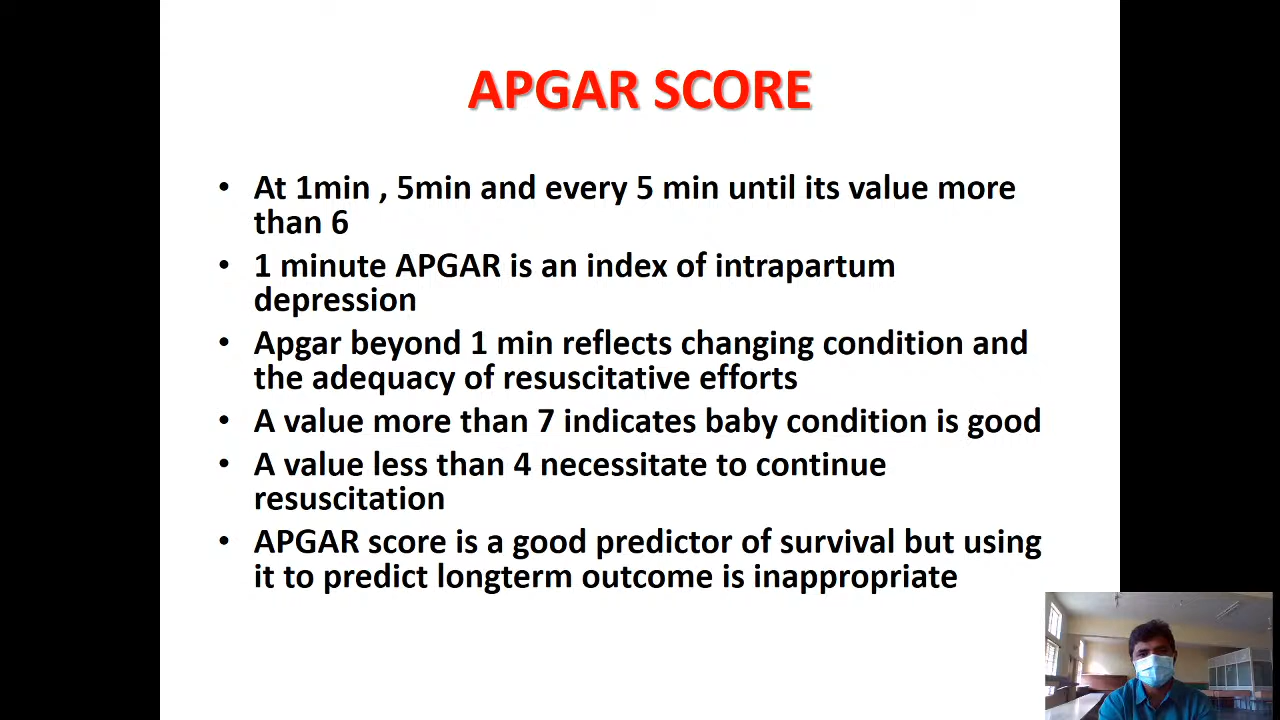 APGAR SCORE
• At 1min , 5min and every 5 min until its value more
than 6
• 1 minute APGAR is an index of intrapartum
depression
• Apgar beyond 1 min reflects changing condition and
the adequacy of resuscitative efforts
• A value more than 7 indicates baby condition is good
• A value less than 4 necessitate to continue
resuscitation
• APGAR score is a good predictor of survival but using
it to predict longterm outcome is inappropriate